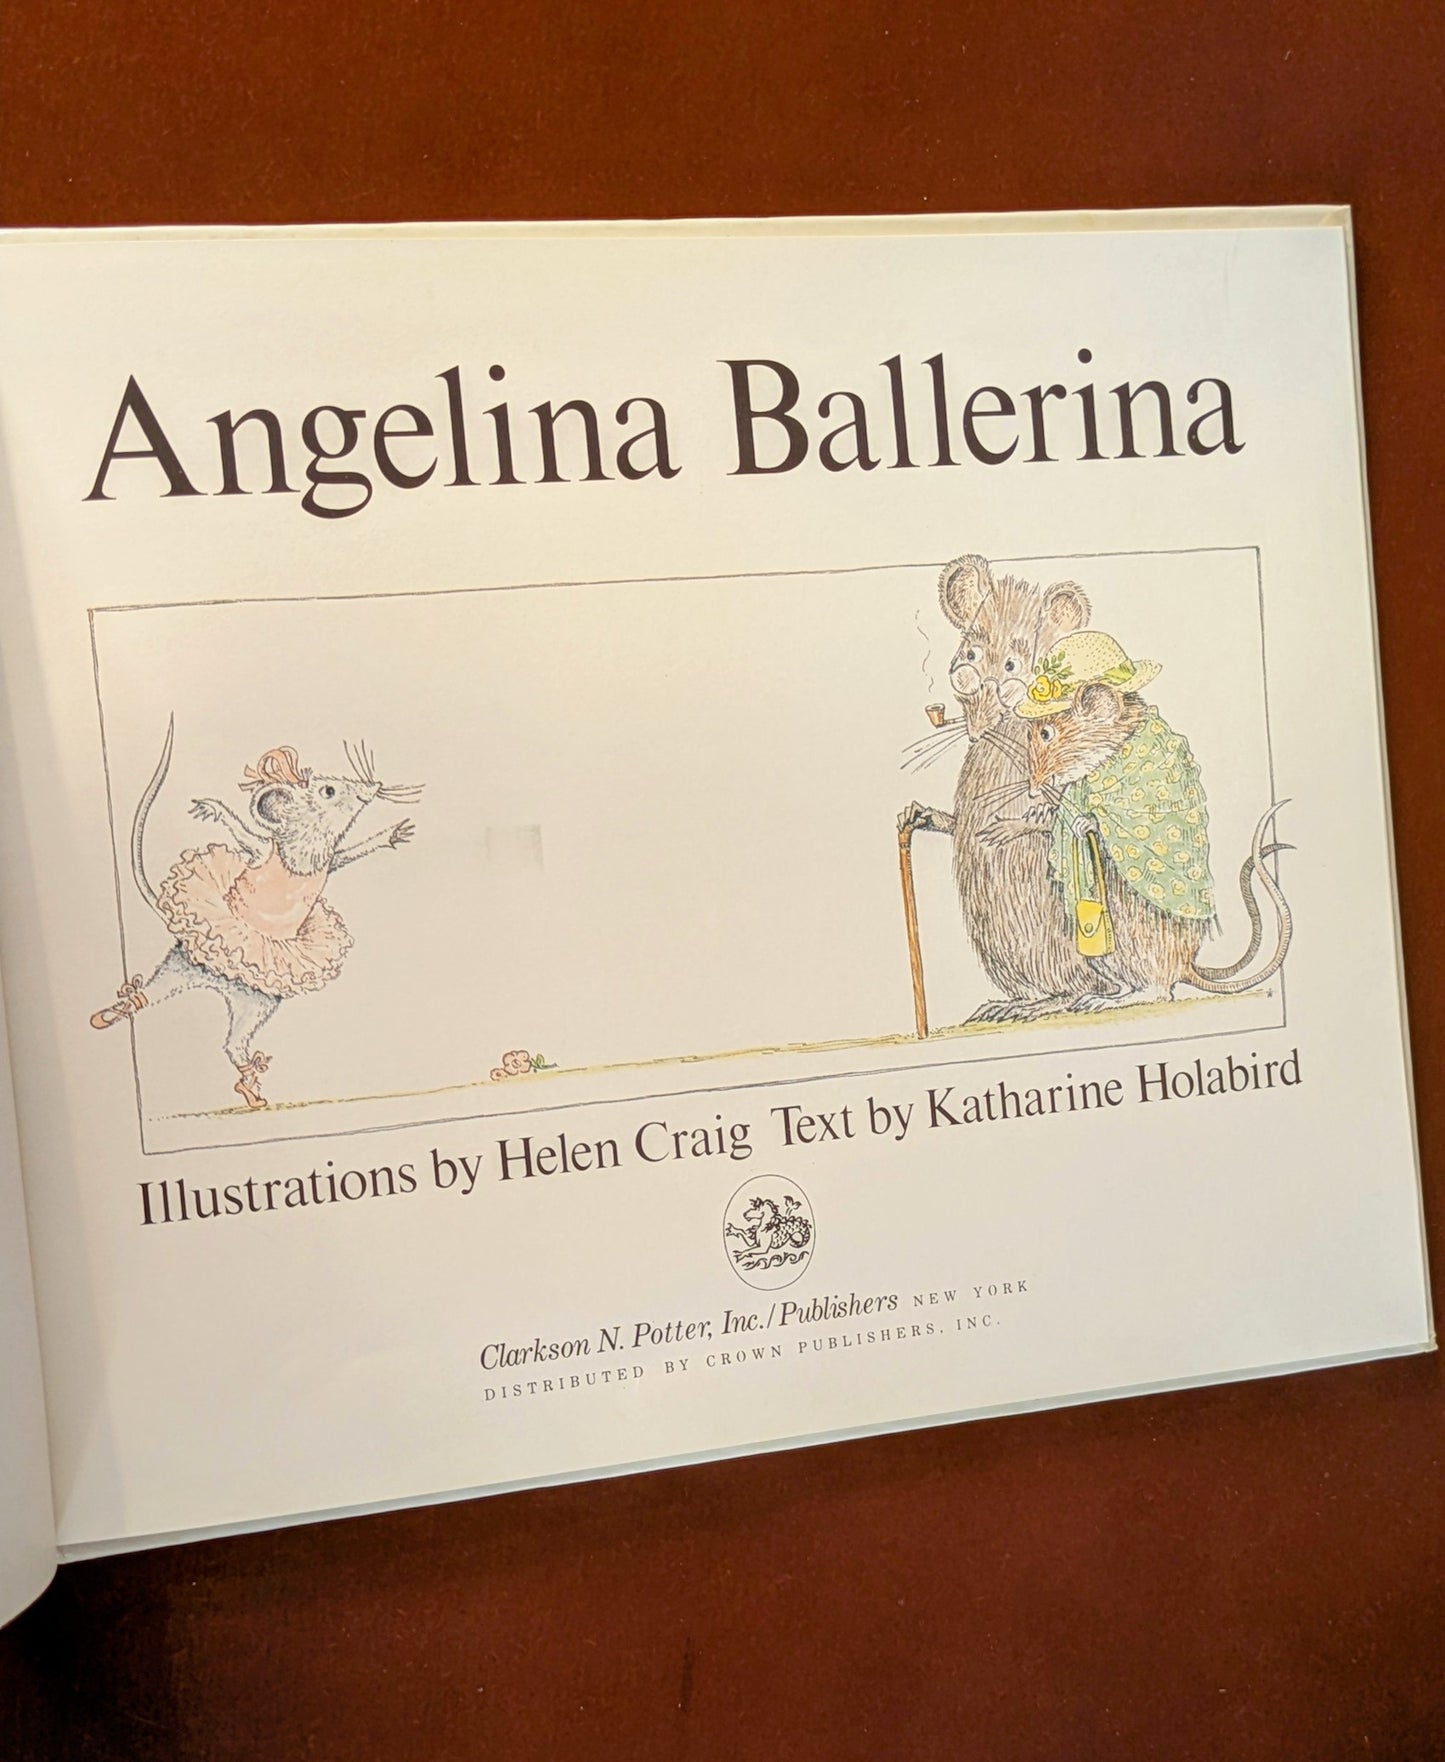 Angelina Ballerina
Illustrations by Helen Craig Text by Katharine Holabird
Clarkson N. Potter, Inc./Publishers NEW YORK
DISTRIBUTED BY CROWN PUBLISHERS, INC.